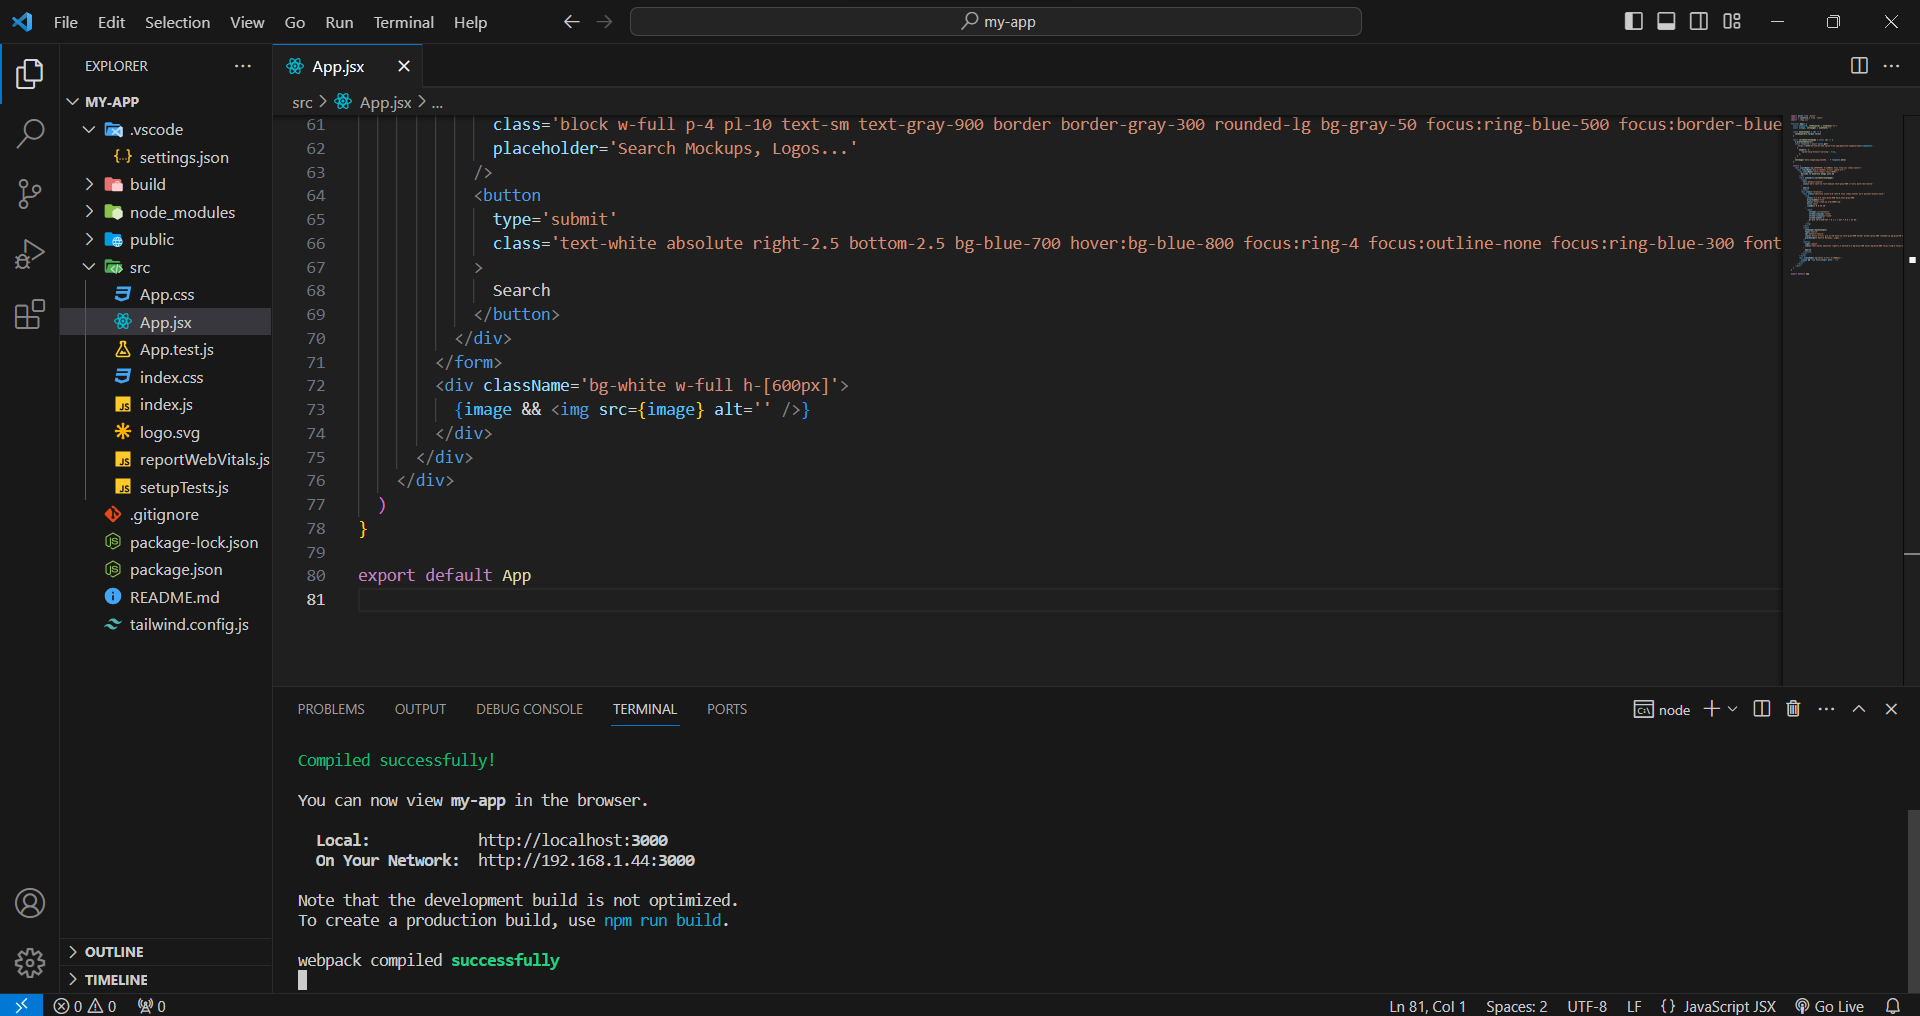 File Edit Selection View Go Run Terminal Help
my-app
EXPLORER
MY-APP
.vscode
settings.json
build
node_modules
public
src
App.css
App.jsx
App.test.js
index.css
index.js
logo.svg
reportWebVitals.js
setupTests.js
.gitignore
package-lock.json
package.json
README.md
tailwind.config.js
OUTLINE
TIMELINE
App.jsx
src > App.jsx > ...
61 class='block w-full p-4 pl-10 text-sm text-gray-900 border border-gray-300 rounded-lg bg-gray-50 focus:ring-blue-500 focus:border-blue
62 placeholder='Search Mockups, Logos...'
63 />
64 <button
65 type='submit'
66 class='text-white absolute right-2.5 bottom-2.5 bg-blue-700 hover:bg-blue-800 focus:ring-4 focus:outline-none focus:ring-blue-300 font
67 >
68 Search
69 </button>
70 </div>
71 </form>
72 <div className='bg-white w-full h-[600px]'>
73 {image && <img src={image} alt='' />}
74 </div>
75 </div>
76 </div>
77 )
78 }
79
80 export default App
81
PROBLEMS OUTPUT DEBUG CONSOLE TERMINAL PORTS
node
Compiled successfully!
You can now view my-app in the browser.
Local: http://localhost:3000
On Your Network: http://192.168.1.44:3000
Note that the development build is not optimized.
To create a production build, use npm run build.
webpack compiled successfully
0 0 0
Ln 81, Col 1 Spaces: 2 UTF-8 LF {} JavaScript JSX Go Live